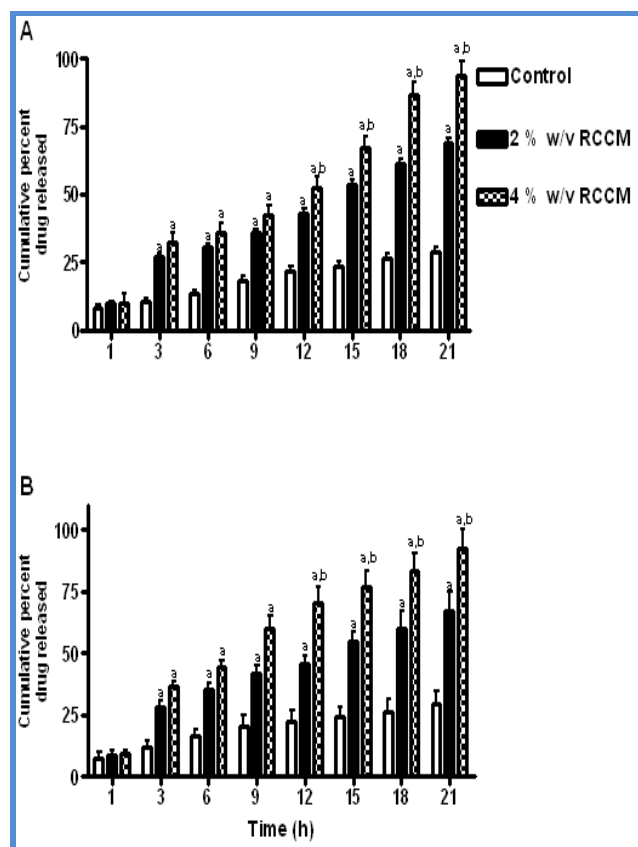 A
Cumulative percent
drug released
100
75
50
25
0
a a a a a a a a,b a a,b a a,b a a,b
1 3 6 9 12 15 18 21
Control
2 % w/v RCCM
4 % w/v RCCM
B
Cumulative percent
drug released
100
75
50
25
0
a a a a a a a a,b a a,b a a,b a a,b
1 3 6 9 12 15 18 21
Time (h)